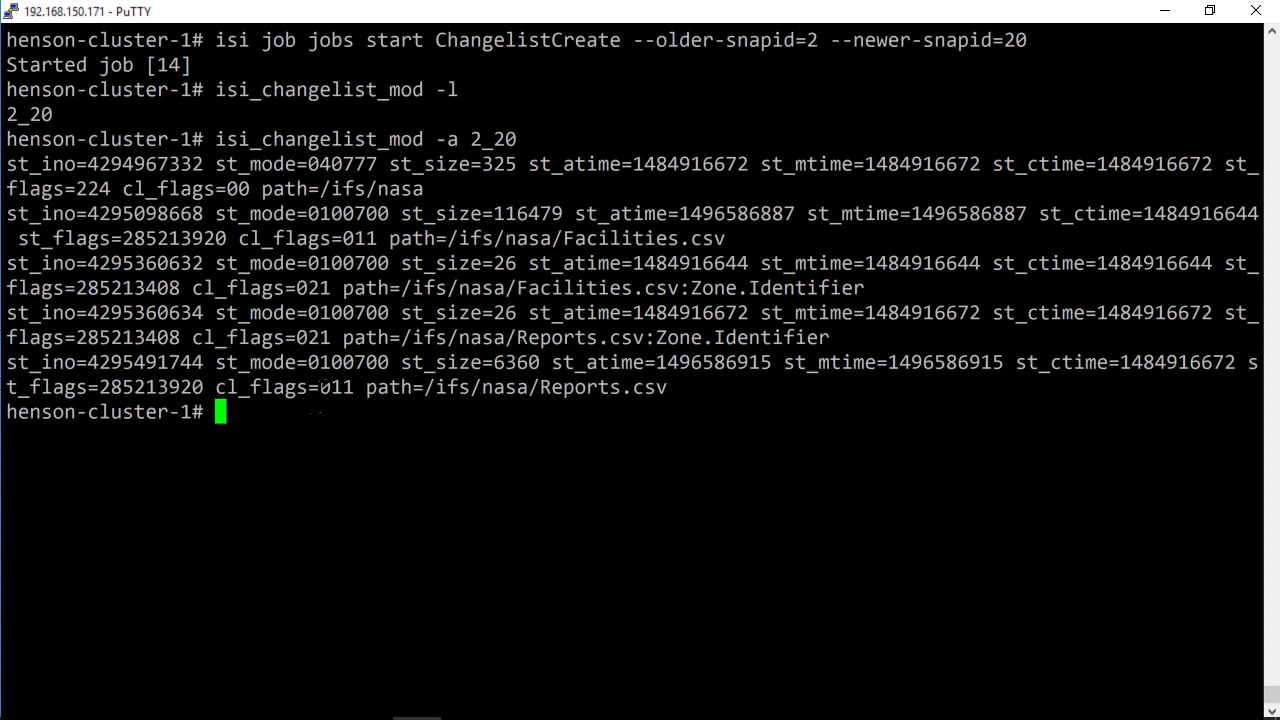 192.168.150.171 - PuTTY
henson-cluster-1# isi job jobs start ChangelistCreate --older-snapid=2 --newer-snapid=20
Started job [14]
henson-cluster-1# isi_changelist_mod -l
2_20
henson-cluster-1# isi_changelist_mod -a 2_20
st_ino=4294967332 st_mode=040777 st_size=325 st_atime=1484916672 st_mtime=1484916672 st_ctime=1484916672 st_
flags=224 cl_flags=00 path=/ifs/nasa
st_ino=4295098668 st_mode=0100700 st_size=116479 st_atime=1496586887 st_mtime=1496586887 st_ctime=1484916644
 st_flags=285213920 cl_flags=011 path=/ifs/nasa/Facilities.csv
st_ino=4295360632 st_mode=0100700 st_size=26 st_atime=1484916644 st_mtime=1484916644 st_ctime=1484916644 st_
flags=285213408 cl_flags=021 path=/ifs/nasa/Facilities.csv:Zone.Identifier
st_ino=4295360634 st_mode=0100700 st_size=26 st_atime=1484916672 st_mtime=1484916672 st_ctime=1484916672 st_
flags=285213408 cl_flags=021 path=/ifs/nasa/Reports.csv:Zone.Identifier
st_ino=4295491744 st_mode=0100700 st_size=6360 st_atime=1496586915 st_mtime=1496586915 st_ctime=1484916672 s
t_flags=285213920 cl_flags=011 path=/ifs/nasa/Reports.csv
henson-cluster-1#